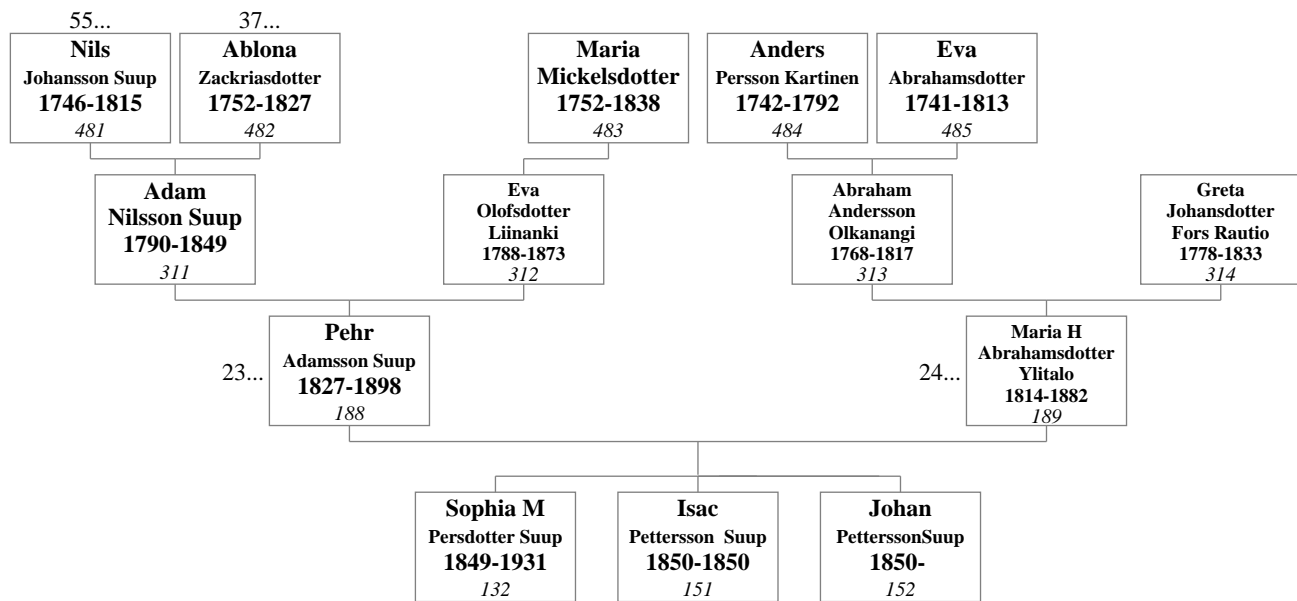 55...
37...
Nils
Johansson Suup
1746-1815
481
Ablona
Zackriasdotter
1752-1827
482
Maria
Mickelsdotter
1752-1838
483
Anders
Persson Kartinen
1742-1792
484
Eva
Abrahamsdotter
1741-1813
485
Adam
Nilsson Suup
1790-1849
311
Eva
Olofsdotter
Liinanki
1788-1873
312
Abraham
Andersson
Olkanangi
1768-1817
313
Greta
Johansdotter
Fors Rautio
1778-1833
314
23...
Pehr
Adamsson Suup
1827-1898
188
24...
Maria H
Abrahamsdotter
Ylitalo
1814-1882
189
Sophia M
Persdotter Suup
1849-1931
132
Isac
Pettersson Suup
1850-1850
151
Johan
PetterssonSuup
1850-
152